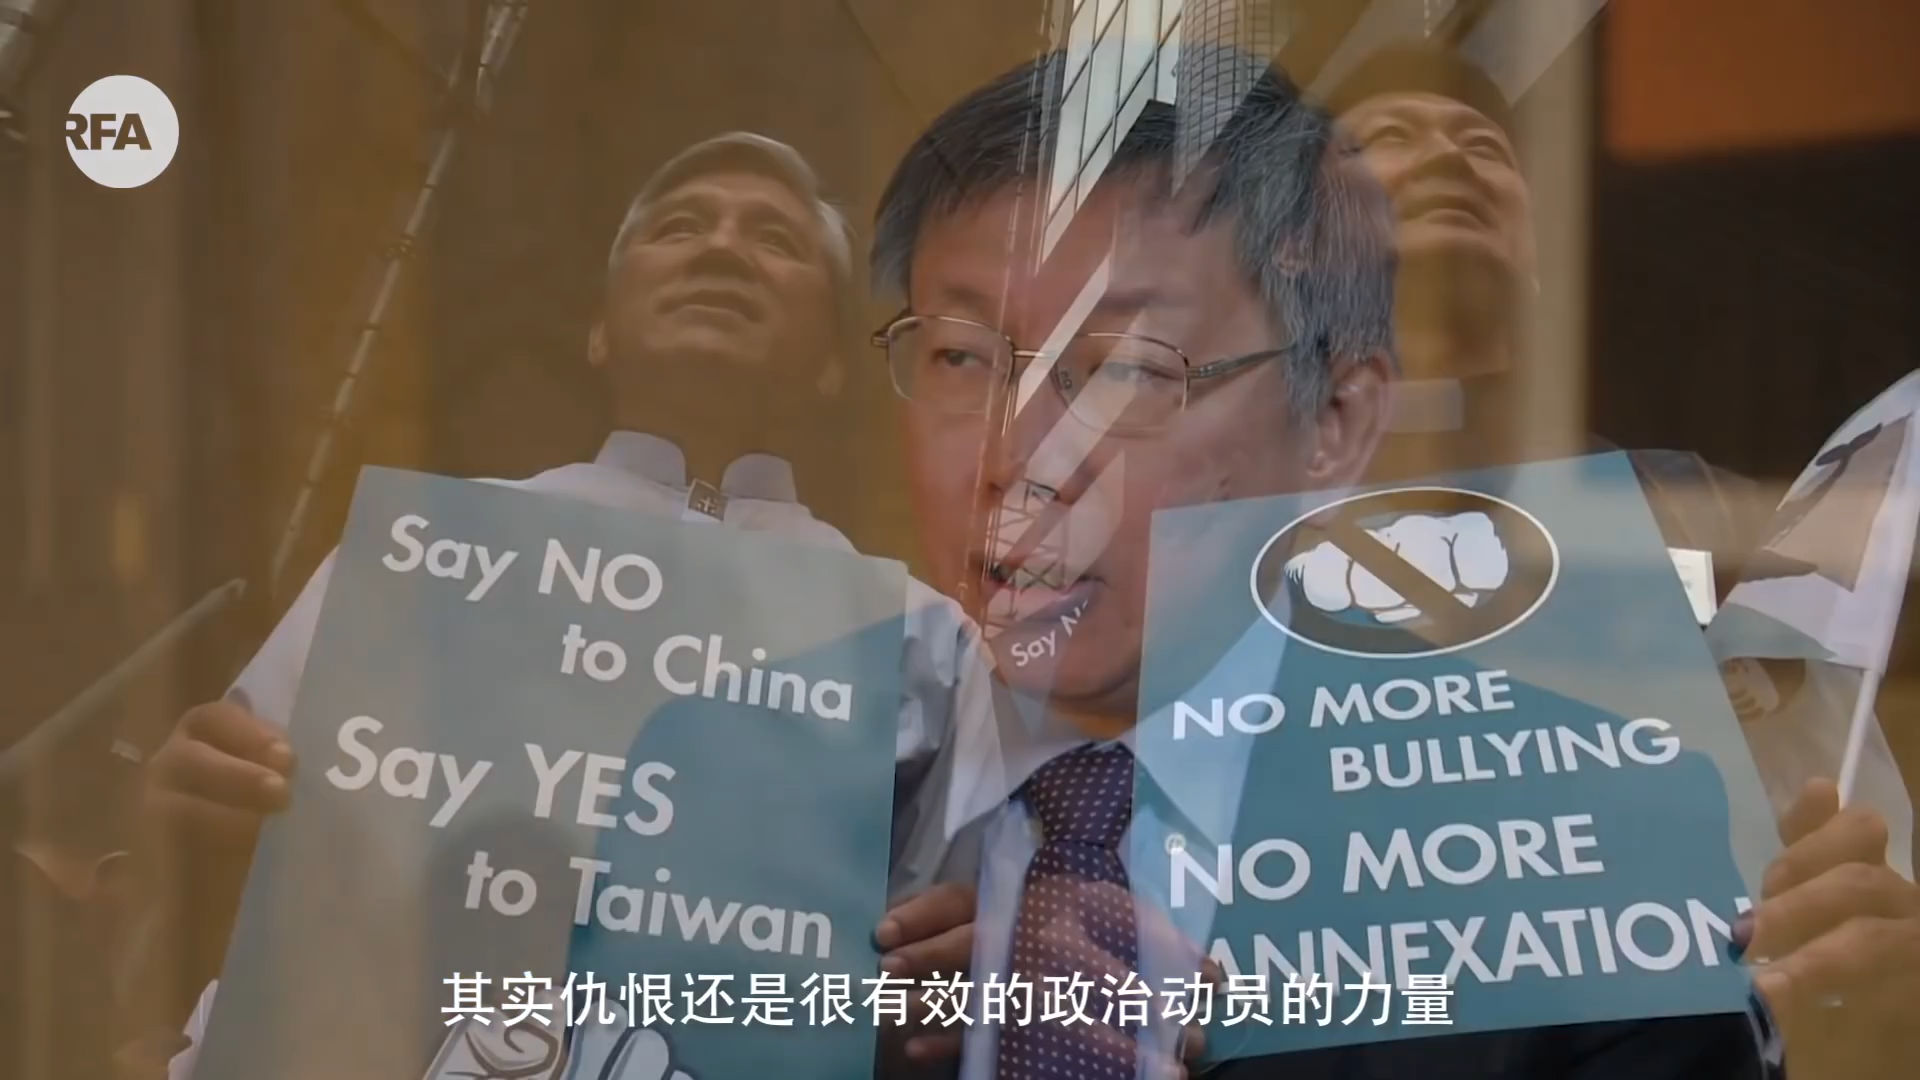 RFA
Say NO
to China
Say YES
to Taiwan
Say N
NO MORE
BULLYING
NO MORE
ANNEXATION
其实仇恨还是很有效的政治动员的力量